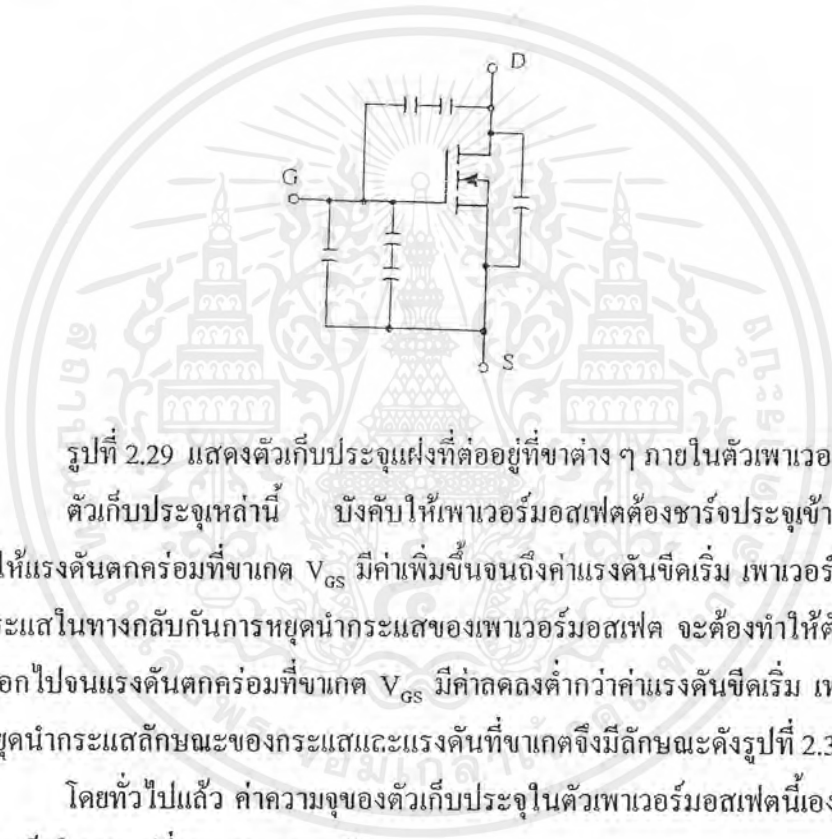 D
G
S
รูปที่ 2.29 แสดงตัวเก็บประจุแฝงที่ต่ออยู่ที่ขาต่าง ๆ ภายในตัวเพาเวอ
ตัวเก็บประจุเหล่านี้ บังคับให้เพาเวอร์มอสเฟตต้องชาร์จประจุเข้า
ให้แรงดันตกคร่อมที่ขาเกต VGS มีค่าเพิ่มขึ้นจนถึงค่าแรงดันขีดเริ่ม เพาเวอร์
ระแสในทางกลับกันการหยุดนำกระแสของเพาเวอร์มอสเฟต จะต้องทำให้ตั
อกไปจนแรงดันตกคร่อมที่ขาเกต VGS มีค่าลดลงต่ำกว่าค่าแรงดันขีดเริ่ม เพ
ยุดนำกระแสลักษณะของกระแสและแรงดันที่ขาเกตจึงมีลักษณะดังรูปที่ 2.3
โดยทั่วไปแล้ว ค่าความจุของตัวเก็บประจุในตัวเพาเวอร์มอสเฟตนี้เอง